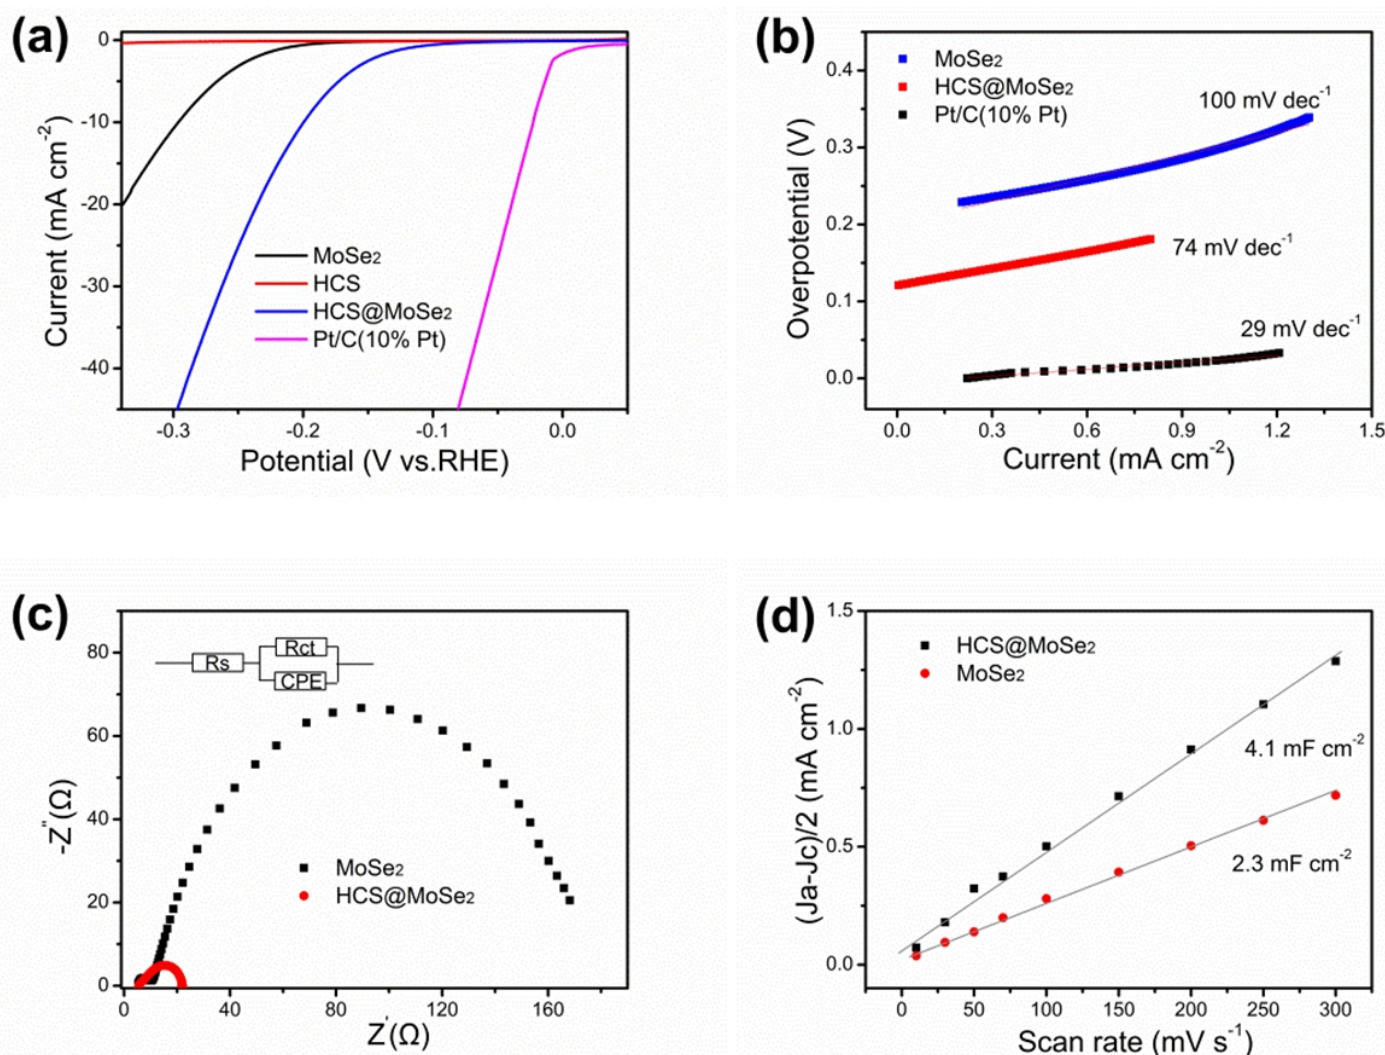 (a)
0
-10
-20
-30
-40
Current (mA cm-2)
MoSe2
HCS
HCS@MoSe2
Pt/C(10% Pt)
-0.3 -0.2 -0.1 0.0
Potential (V vs.RHE)
(b)
0.4
0.3
0.2
0.1
0.0
Overpotential (V)
MoSe2
HCS@MoSe2
Pt/C(10% Pt)
100 mV dec-1
74 mV dec-1
29 mV dec-1
0.0 0.3 0.6 0.9 1.2 1.5
Current (mA cm-2)
(c)
80
60
40
20
0
-Z''(Ω)
Rs
Rct
CPE
MoSe2
HCS@MoSe2
0 40 80 120 160
Z'(Ω)
(d)
1.5
1.0
0.5
0.0
(Ja-Jc)/2 (mA cm-2)
HCS@MoSe2
MoSe2
4.1 mF cm-2
2.3 mF cm-2
0 50 100 150 200 250 300
Scan rate (mV s-1)